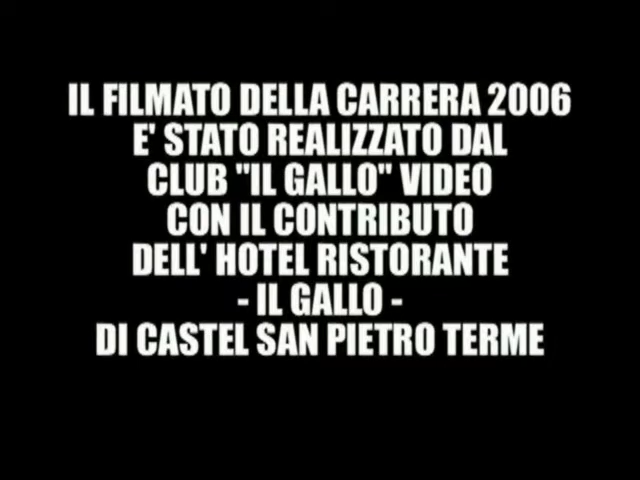 IL FILMATO DELLA CARRERA 2006
E' STATO REALIZZATO DAL
CLUB "IL GALLO" VIDEO
CON IL CONTRIBUTO
DELL' HOTEL RISTORANTE
- IL GALLO -
DI CASTEL SAN PIETRO TERME